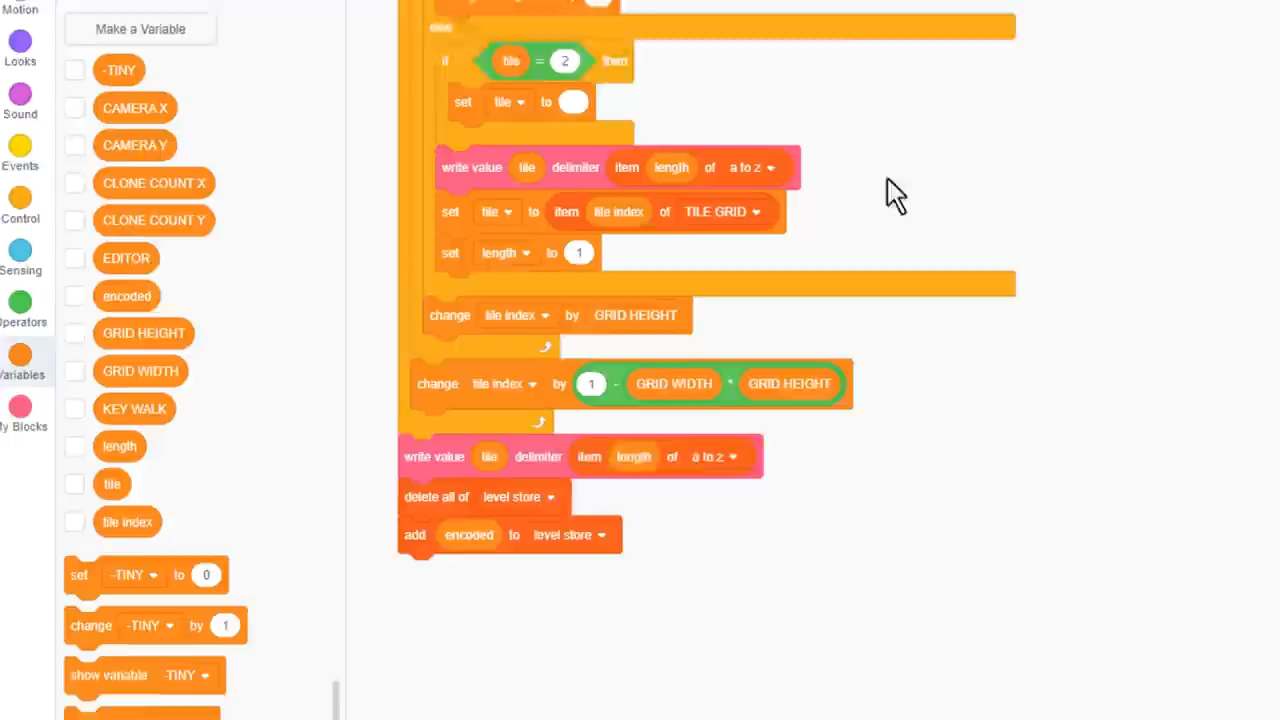 Motion
Looks
Sound
Events
Control
Sensing
Operators
Variables
My Blocks
Make a Variable
-TINY
CAMERA X
CAMERA Y
CLONE COUNT X
CLONE COUNT Y
EDITOR
encoded
GRID HEIGHT
GRID WIDTH
KEY WALK
length
tile
tile index
set -TINY to 0
change -TINY by 1
show variable -TINY
else
if tile = 2 then
set tile to
write value tile delimiter item length of a to z
set tile to item tile index of TILE GRID
set length to 1
change tile index by GRID HEIGHT
change tile index by 1 - GRID WIDTH * GRID HEIGHT
write value tile delimiter item length of a to z
delete all of level store
add encoded to level store